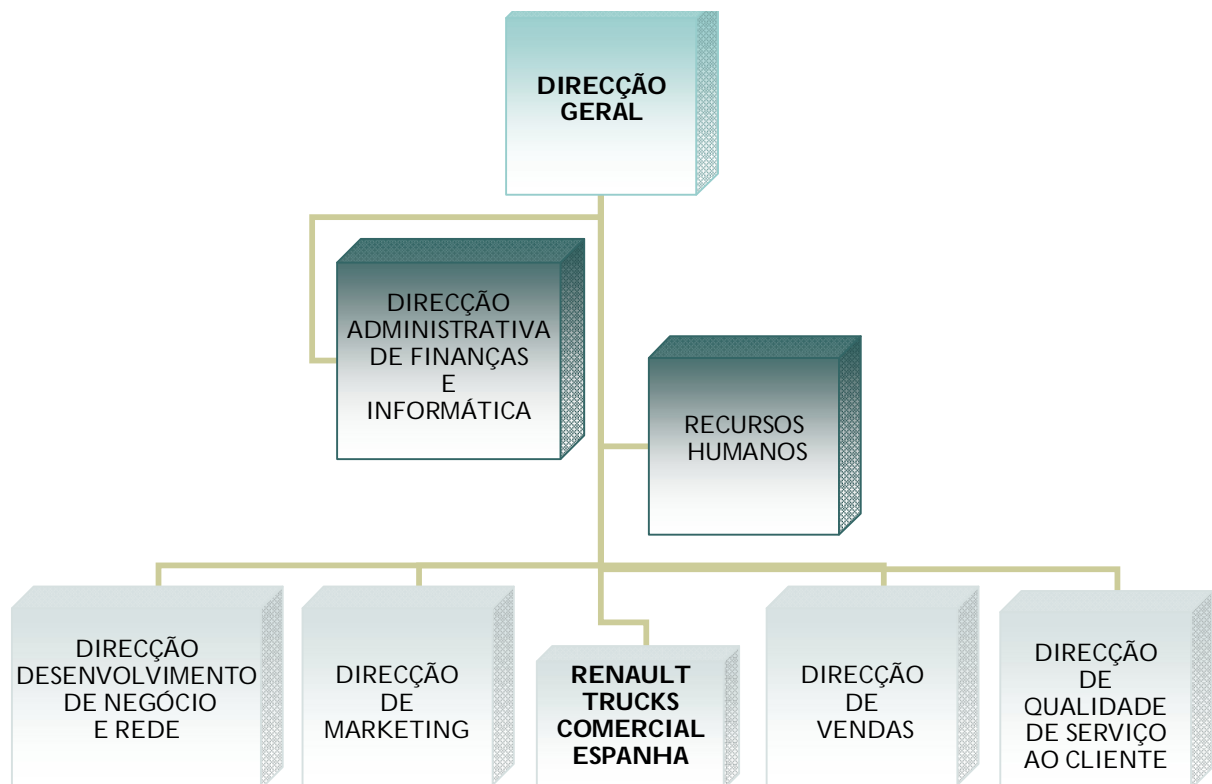 DIRECÇÃO
GERAL
DIRECÇÃO
ADMINISTRATIVA
DE FINANÇAS
E
INFORMÁTICA
RECURSOS
HUMANOS
DIRECÇÃO
DESENVOLVIMENTO
DE NEGÓCIO
E REDE
DIRECÇÃO
DE
MARKETING
RENAULT
TRUCKS
COMERCIAL
ESPANHA
DIRECÇÃO
DE
VENDAS
DIRECÇÃO
DE
QUALIDADE
DE SERVIÇO
AO CLIENTE